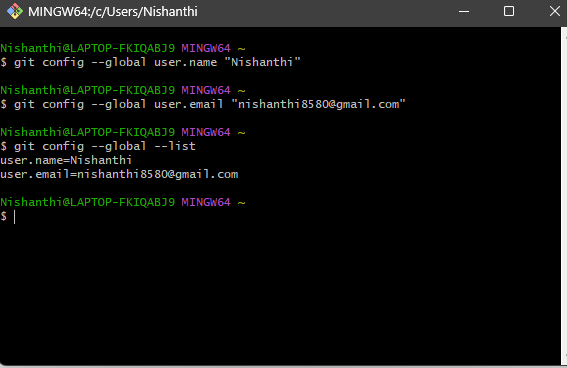 MINGW64:/c/Users/Nishanthi
Nishanthi@LAPTOP-FKIQABJ9 MINGW64 ~
$ git config --global user.name "Nishanthi"
Nishanthi@LAPTOP-FKIQABJ9 MINGW64 ~
$ git config --global user.email "nishanthi8580@gmail.com"
Nishanthi@LAPTOP-FKIQABJ9 MINGW64 ~
$ git config --global --list
user.name=Nishanthi
user.email=nishanthi8580@gmail.com
Nishanthi@LAPTOP-FKIQABJ9 MINGW64 ~
$